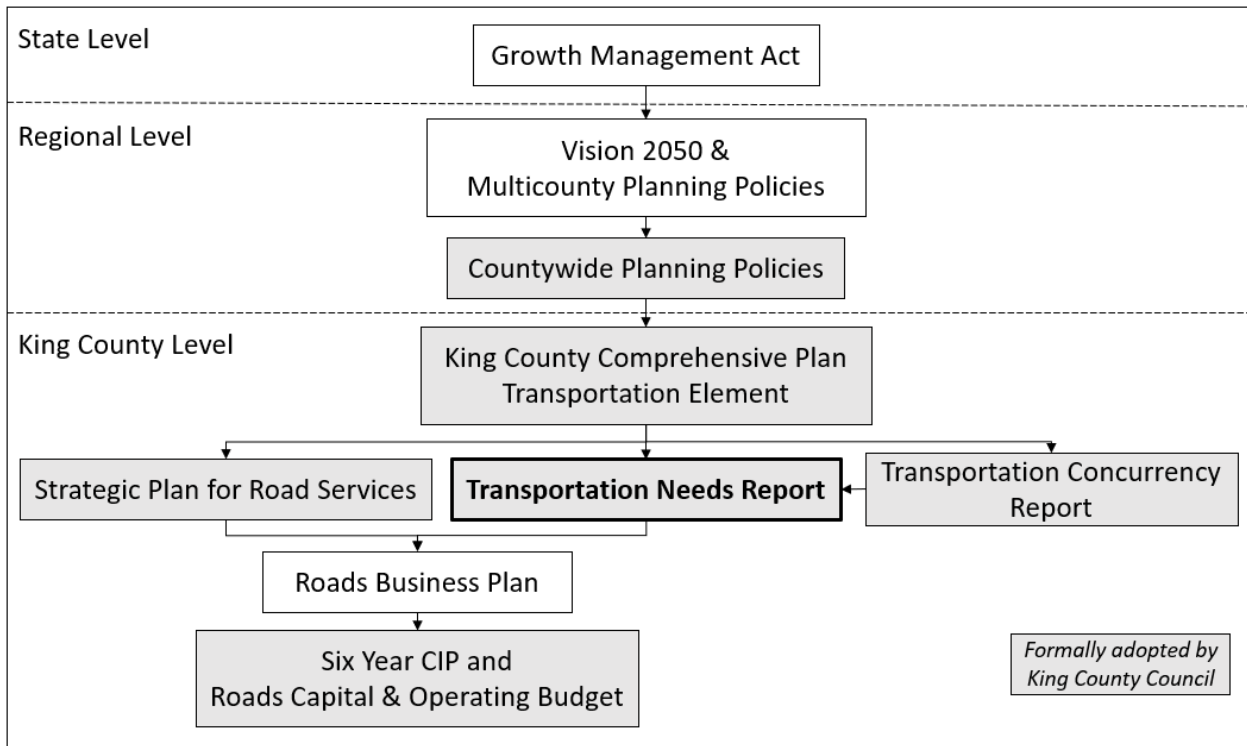 State Level
Growth Management Act
Regional Level
Vision 2050 &
Multicounty Planning Policies
Countywide Planning Policies
King County Level
King County Comprehensive Plan
Transportation Element
Strategic Plan for Road Services
Transportation Needs Report
Transportation Concurrency
Report
Roads Business Plan
Six Year CIP and
Roads Capital & Operating Budget
Formally adopted by
King County Council